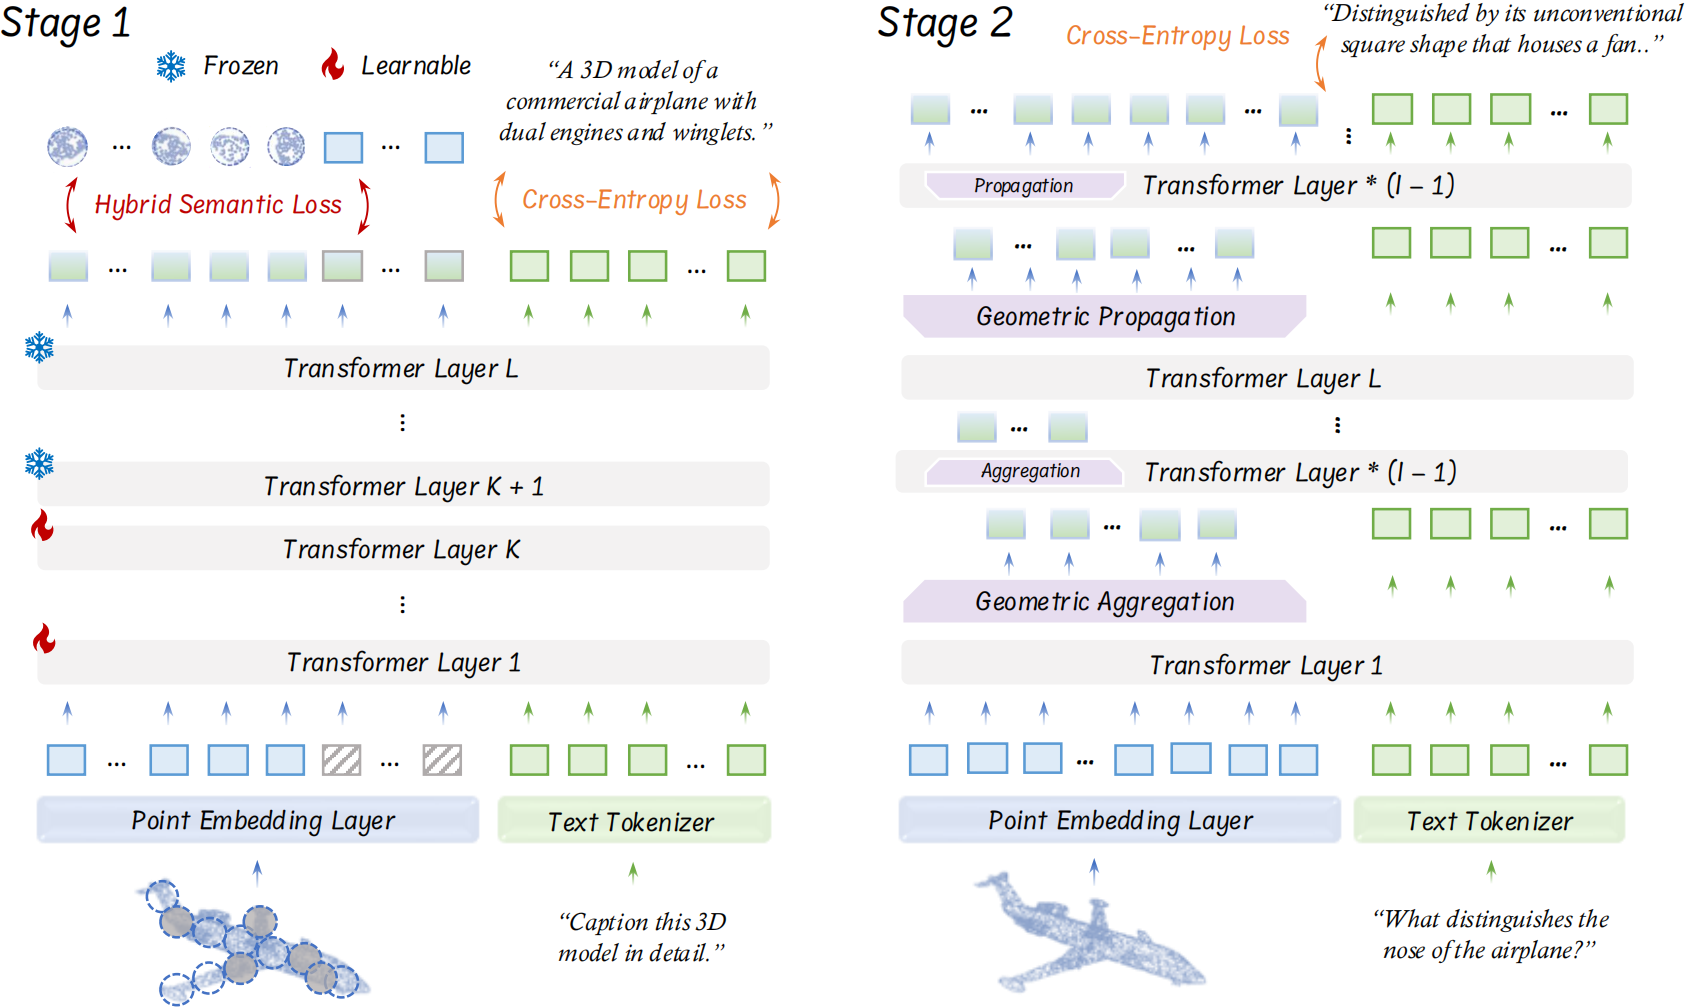 Stage 1
Frozen
Learnable
“A 3D model of a
commercial airplane with
dual engines and winglets.”
...
...
Hybrid Semantic Loss
Cross-Entropy Loss
...
...
...
Transformer Layer L
...
Transformer Layer K + 1
Transformer Layer K
...
Transformer Layer 1
...
...
...
Point Embedding Layer
Text Tokenizer
“Caption this 3D
model in detail.”
Stage 2
Cross-Entropy Loss
“Distinguished by its unconventional
square shape that houses a fan..”
...
...
...
...
Propagation
Transformer Layer * (l − 1)
...
...
...
Geometric Propagation
Transformer Layer L
...
...
Aggregation
Transformer Layer * (l − 1)
...
...
Geometric Aggregation
Transformer Layer 1
...
...
Point Embedding Layer
Text Tokenizer
“What distinguishes the
nose of the airplane?”